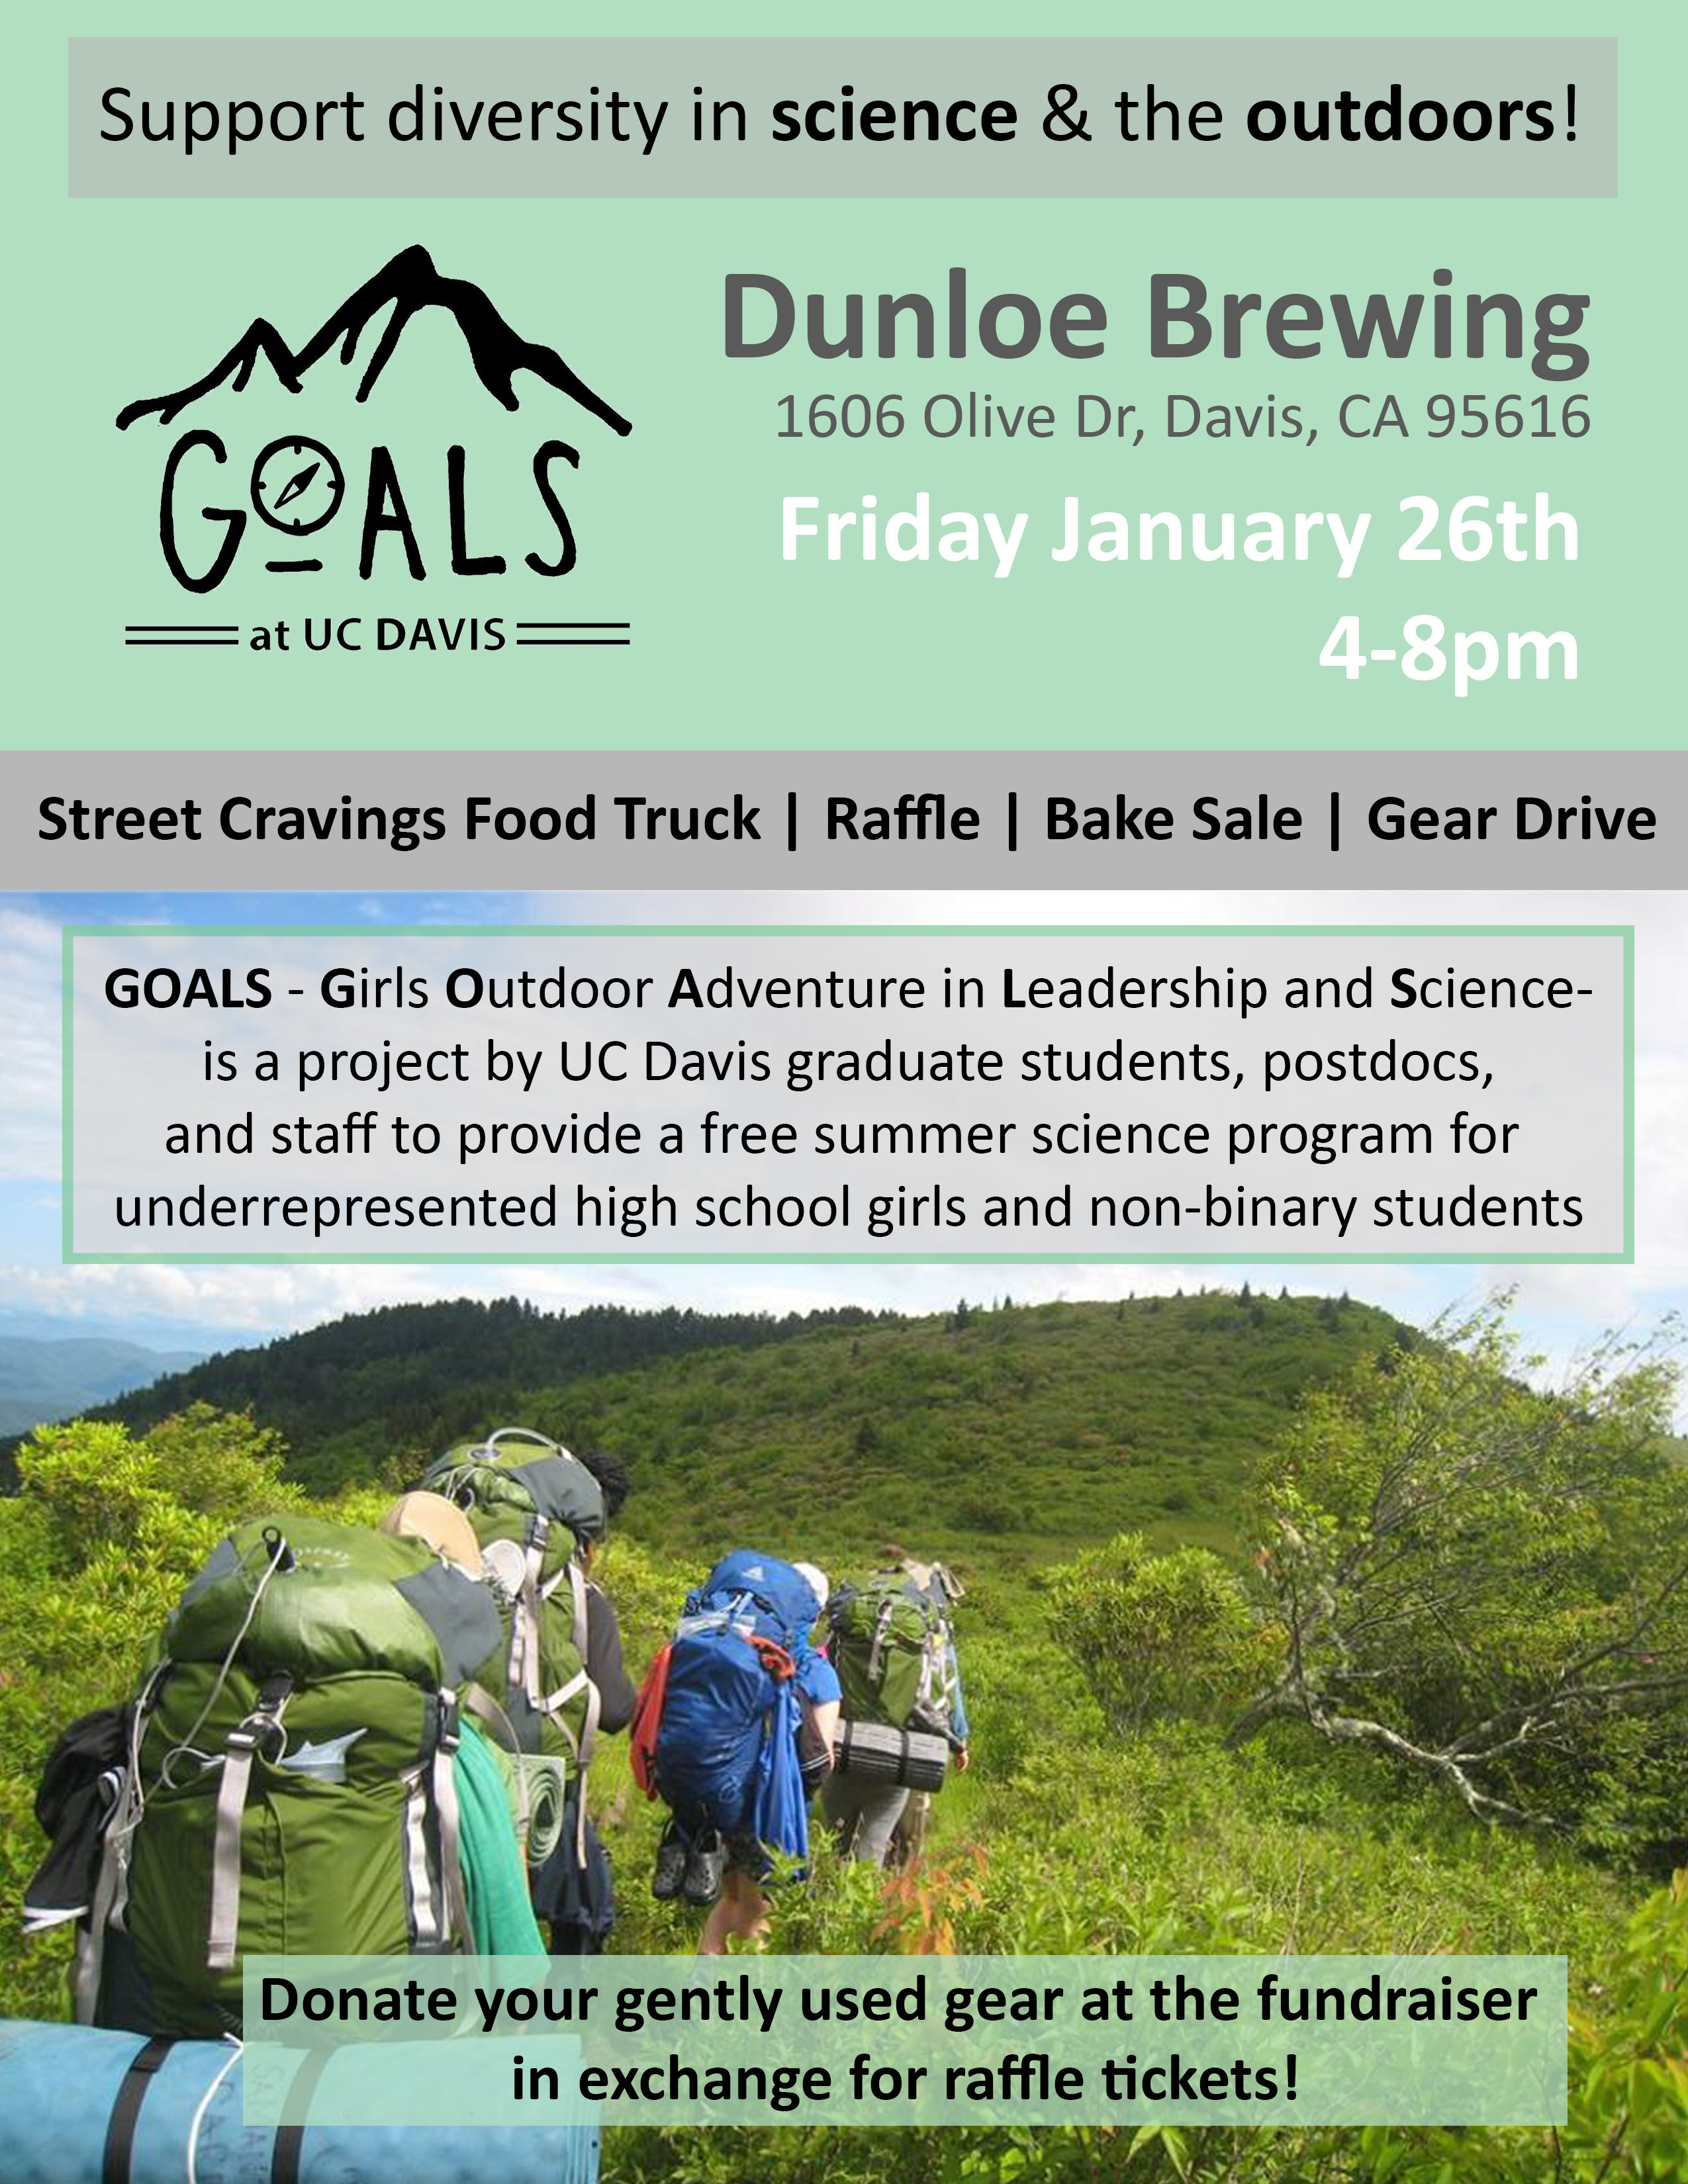 Support diversity in science & the outdoors!
GOALS
at UC DAVIS
Dunloe Brewing
1606 Olive Dr, Davis, CA 95616
Friday January 26th
4-8pm
Street Cravings Food Truck | Raffle | Bake Sale | Gear Drive
GOALS - Girls Outdoor Adventure in Leadership and Science-
is a project by UC Davis graduate students, postdocs,
and staff to provide a free summer science program for
underrepresented high school girls and non-binary students
Donate your gently used gear at the fundraiser
in exchange for raffle tickets!